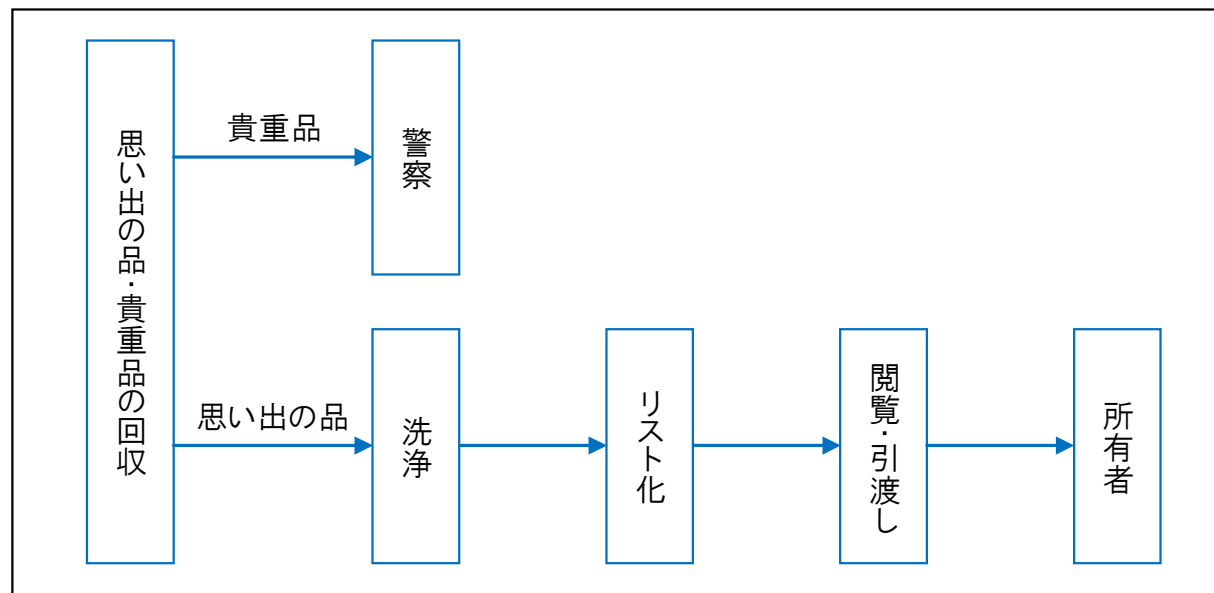 思い出の品・貴重品の回収
貴重品
警察
思い出の品
洗浄
リスト化
閲覧・引渡し
所有者